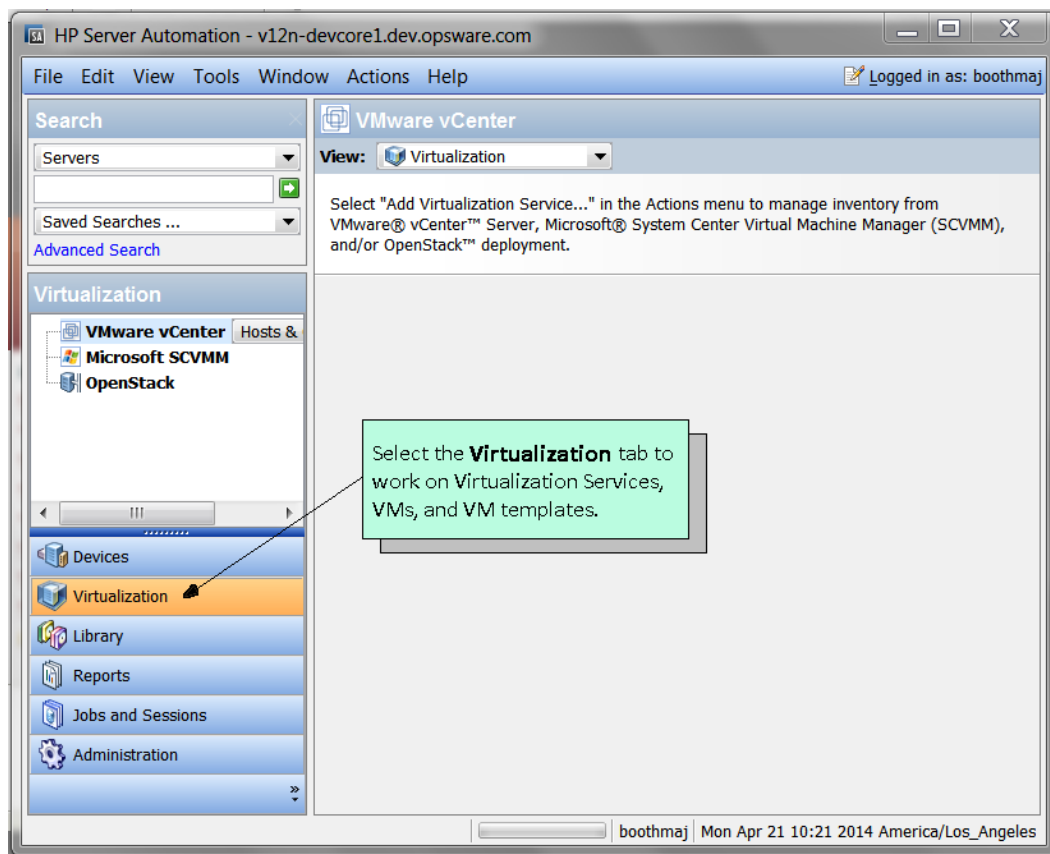 HP Server Automation - v12n-devcore1.dev.opsware.com
File Edit View Tools Window Actions Help
Logged in as: boothmaj
Search
Servers
Saved Searches ...
Advanced Search
Virtualization
VMware vCenter Hosts &
Microsoft SCVMM
OpenStack
Devices
Virtualization
Library
Reports
Jobs and Sessions
Administration
VMware vCenter
View: Virtualization
Select "Add Virtualization Service..." in the Actions menu to manage inventory from
VMware® vCenter™ Server, Microsoft® System Center Virtual Machine Manager (SCVMM),
and/or OpenStack™ deployment.
Select the Virtualization tab to
work on Virtualization Services,
VMs, and VM templates.
boothmaj Mon Apr 21 10:21 2014 America/Los_Angeles